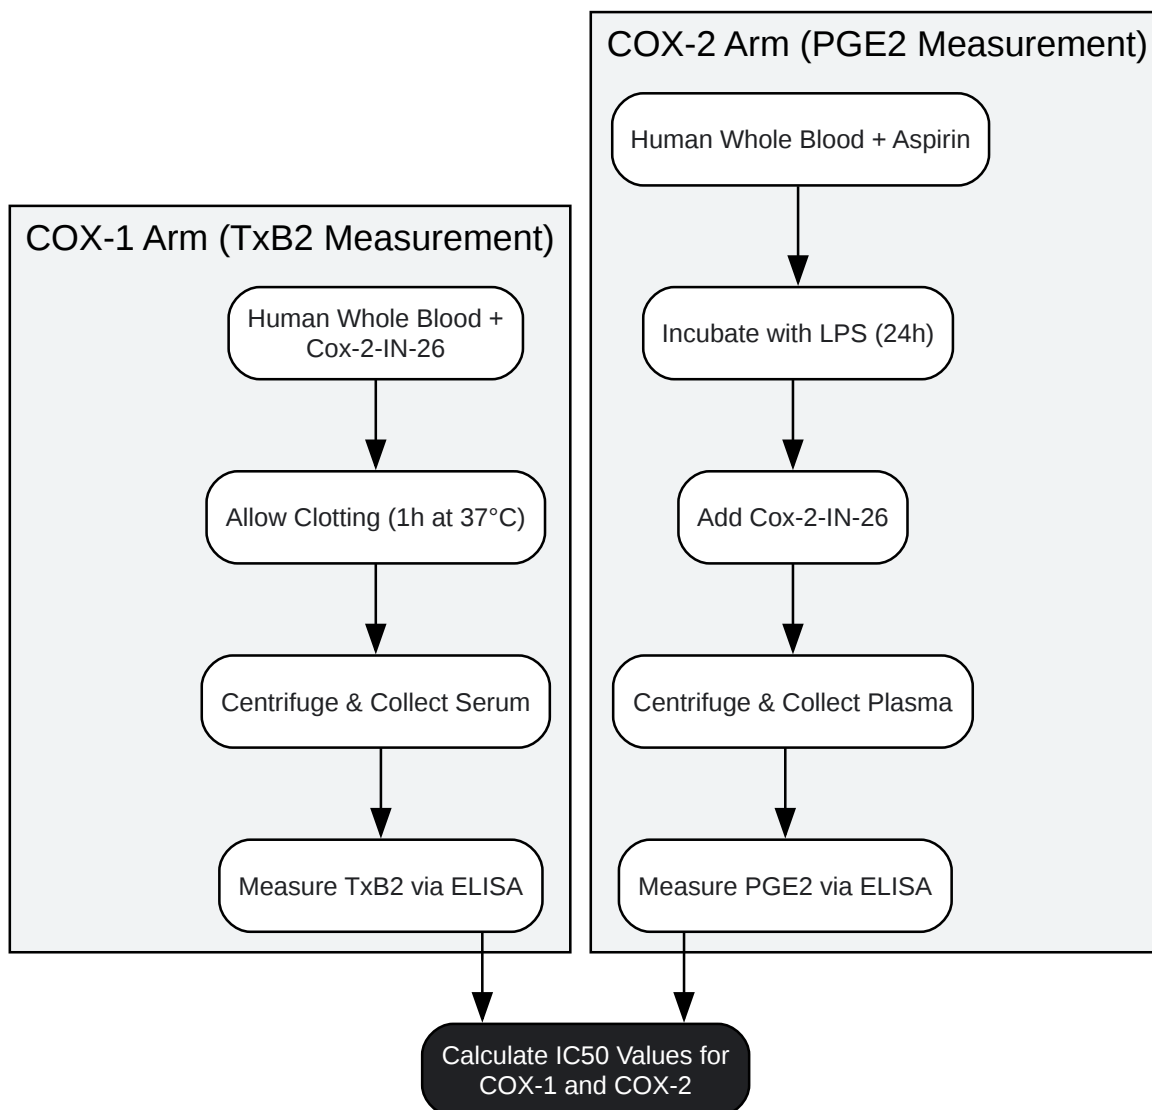 COX-2 Arm (PGE2 Measurement)
Human Whole Blood + Aspirin
Incubate with LPS (24h)
Add Cox-2-IN-26
Centrifuge & Collect Plasma
Measure PGE2 via ELISA
COX-1 Arm (TxB2 Measurement)
Human Whole Blood +
Cox-2-IN-26
Allow Clotting (1h at 37°C)
Centrifuge & Collect Serum
Measure TxB2 via ELISA
Calculate IC50 Values for
COX-1 and COX-2